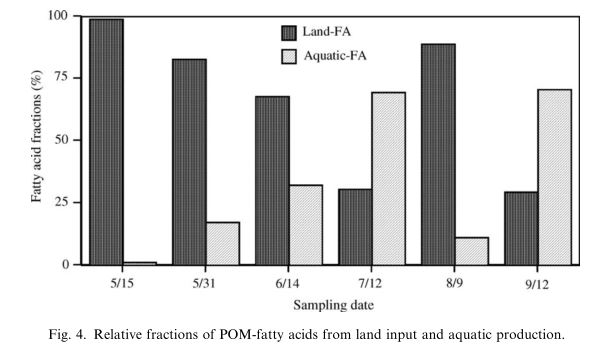 100
75
50
25
0
Fatty acid fractions (%)
Land-FA
Aquatic-FA
5/15 5/31 6/14 7/12 8/9 9/12
Sampling date
Fig. 4. Relative fractions of POM-fatty acids from land input and aquatic production.